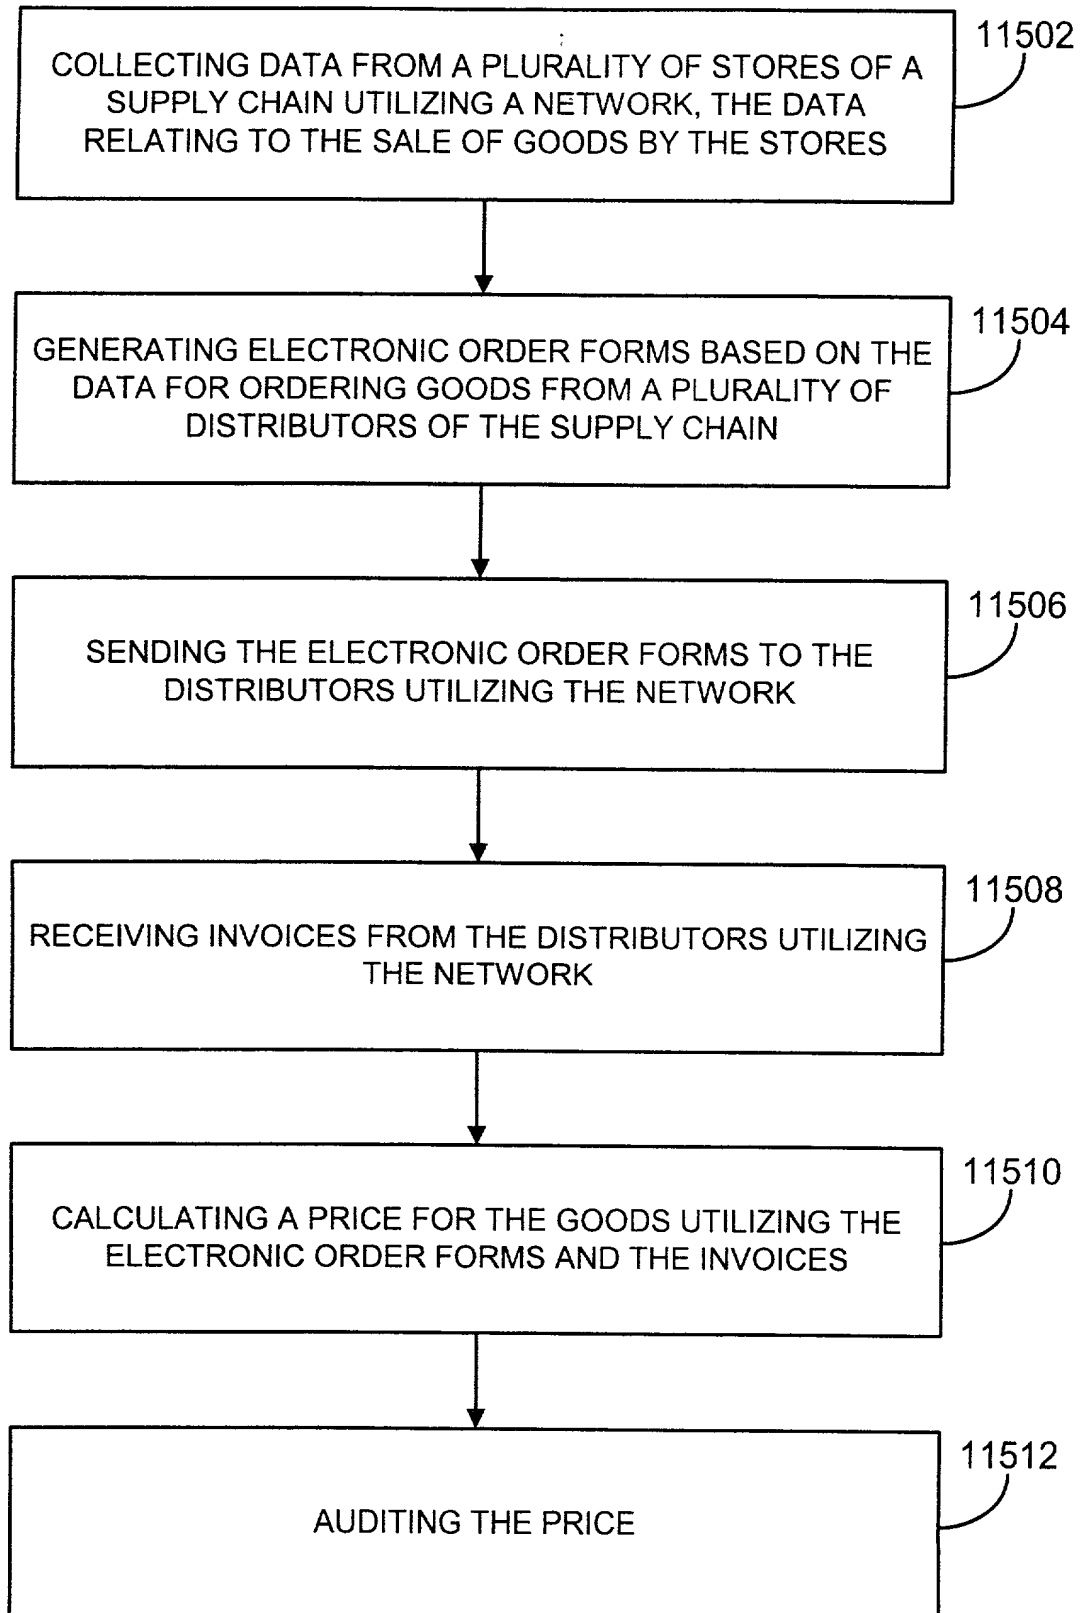 11502
COLLECTING DATA FROM A PLURALITY OF STORES OF A
SUPPLY CHAIN UTILIZING A NETWORK, THE DATA
RELATING TO THE SALE OF GOODS BY THE STORES
11504
GENERATING ELECTRONIC ORDER FORMS BASED ON THE
DATA FOR ORDERING GOODS FROM A PLURALITY OF
DISTRIBUTORS OF THE SUPPLY CHAIN
11506
SENDING THE ELECTRONIC ORDER FORMS TO THE
DISTRIBUTORS UTILIZING THE NETWORK
11508
RECEIVING INVOICES FROM THE DISTRIBUTORS UTILIZING
THE NETWORK
11510
CALCULATING A PRICE FOR THE GOODS UTILIZING THE
ELECTRONIC ORDER FORMS AND THE INVOICES
11512
AUDITING THE PRICE